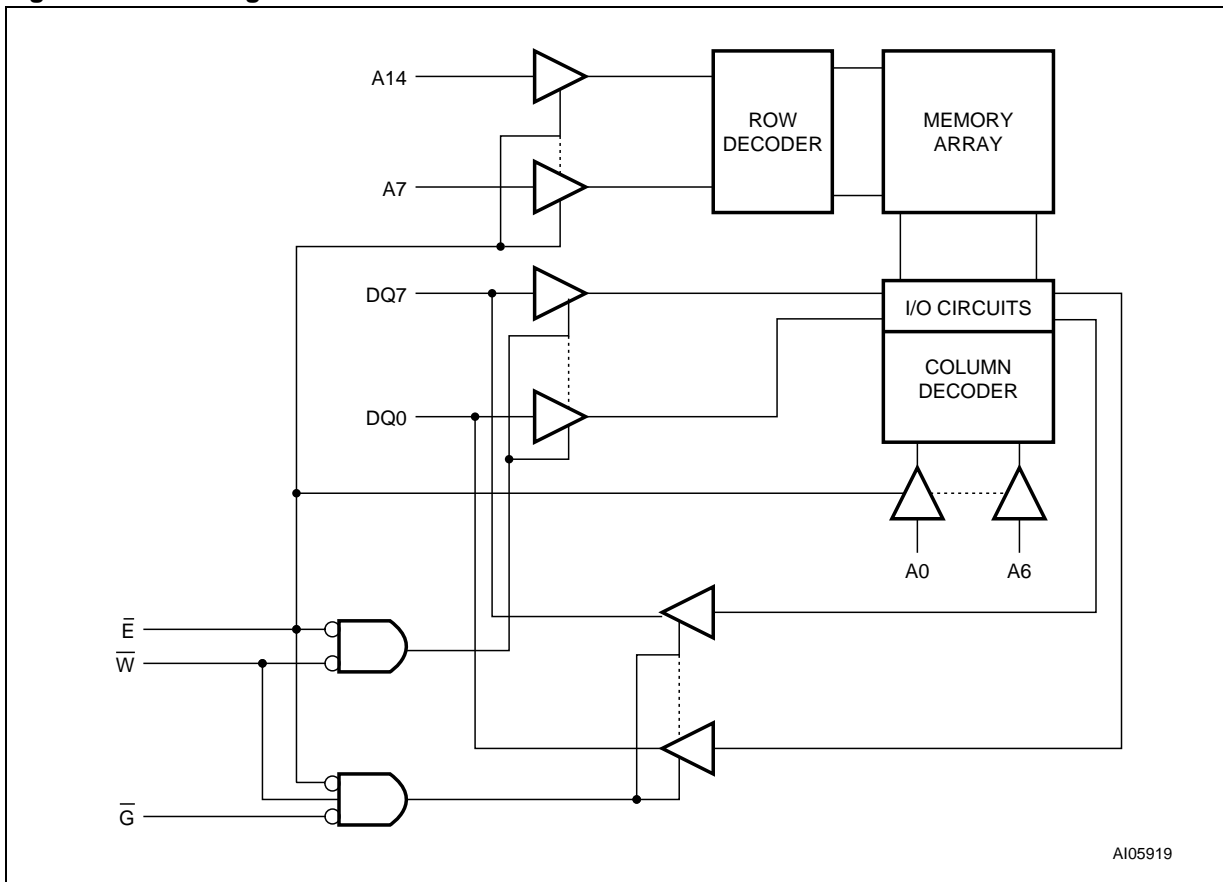 A14
ROW
DECODER
MEMORY
ARRAY
A7
DQ7
I/O CIRCUITS
COLUMN
DECODER
DQ0
A0
A6
E̅
W̅
G̅
AI05919